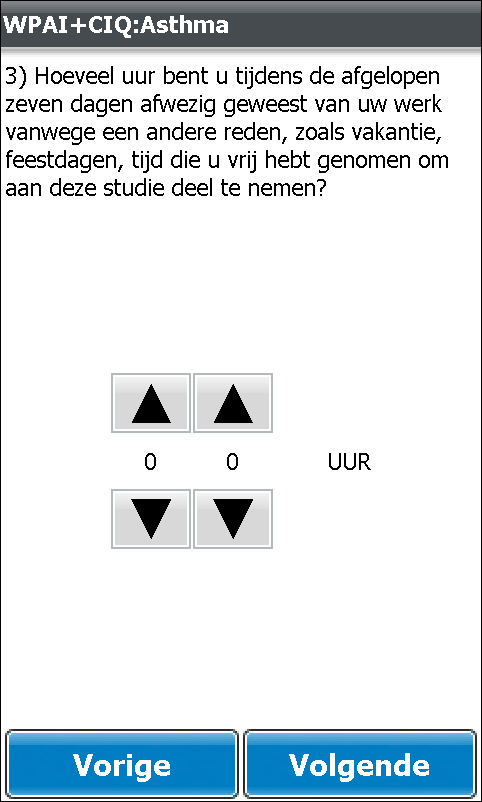 WPAI+CIQ:Asthma
3) Hoeveel uur bent u tijdens de afgelopen
zeven dagen afwezig geweest van uw werk
vanwege een andere reden, zoals vakantie,
feestdagen, tijd die u vrij hebt genomen om
aan deze studie deel te nemen?
0 0 UUR
Vorige Volgende